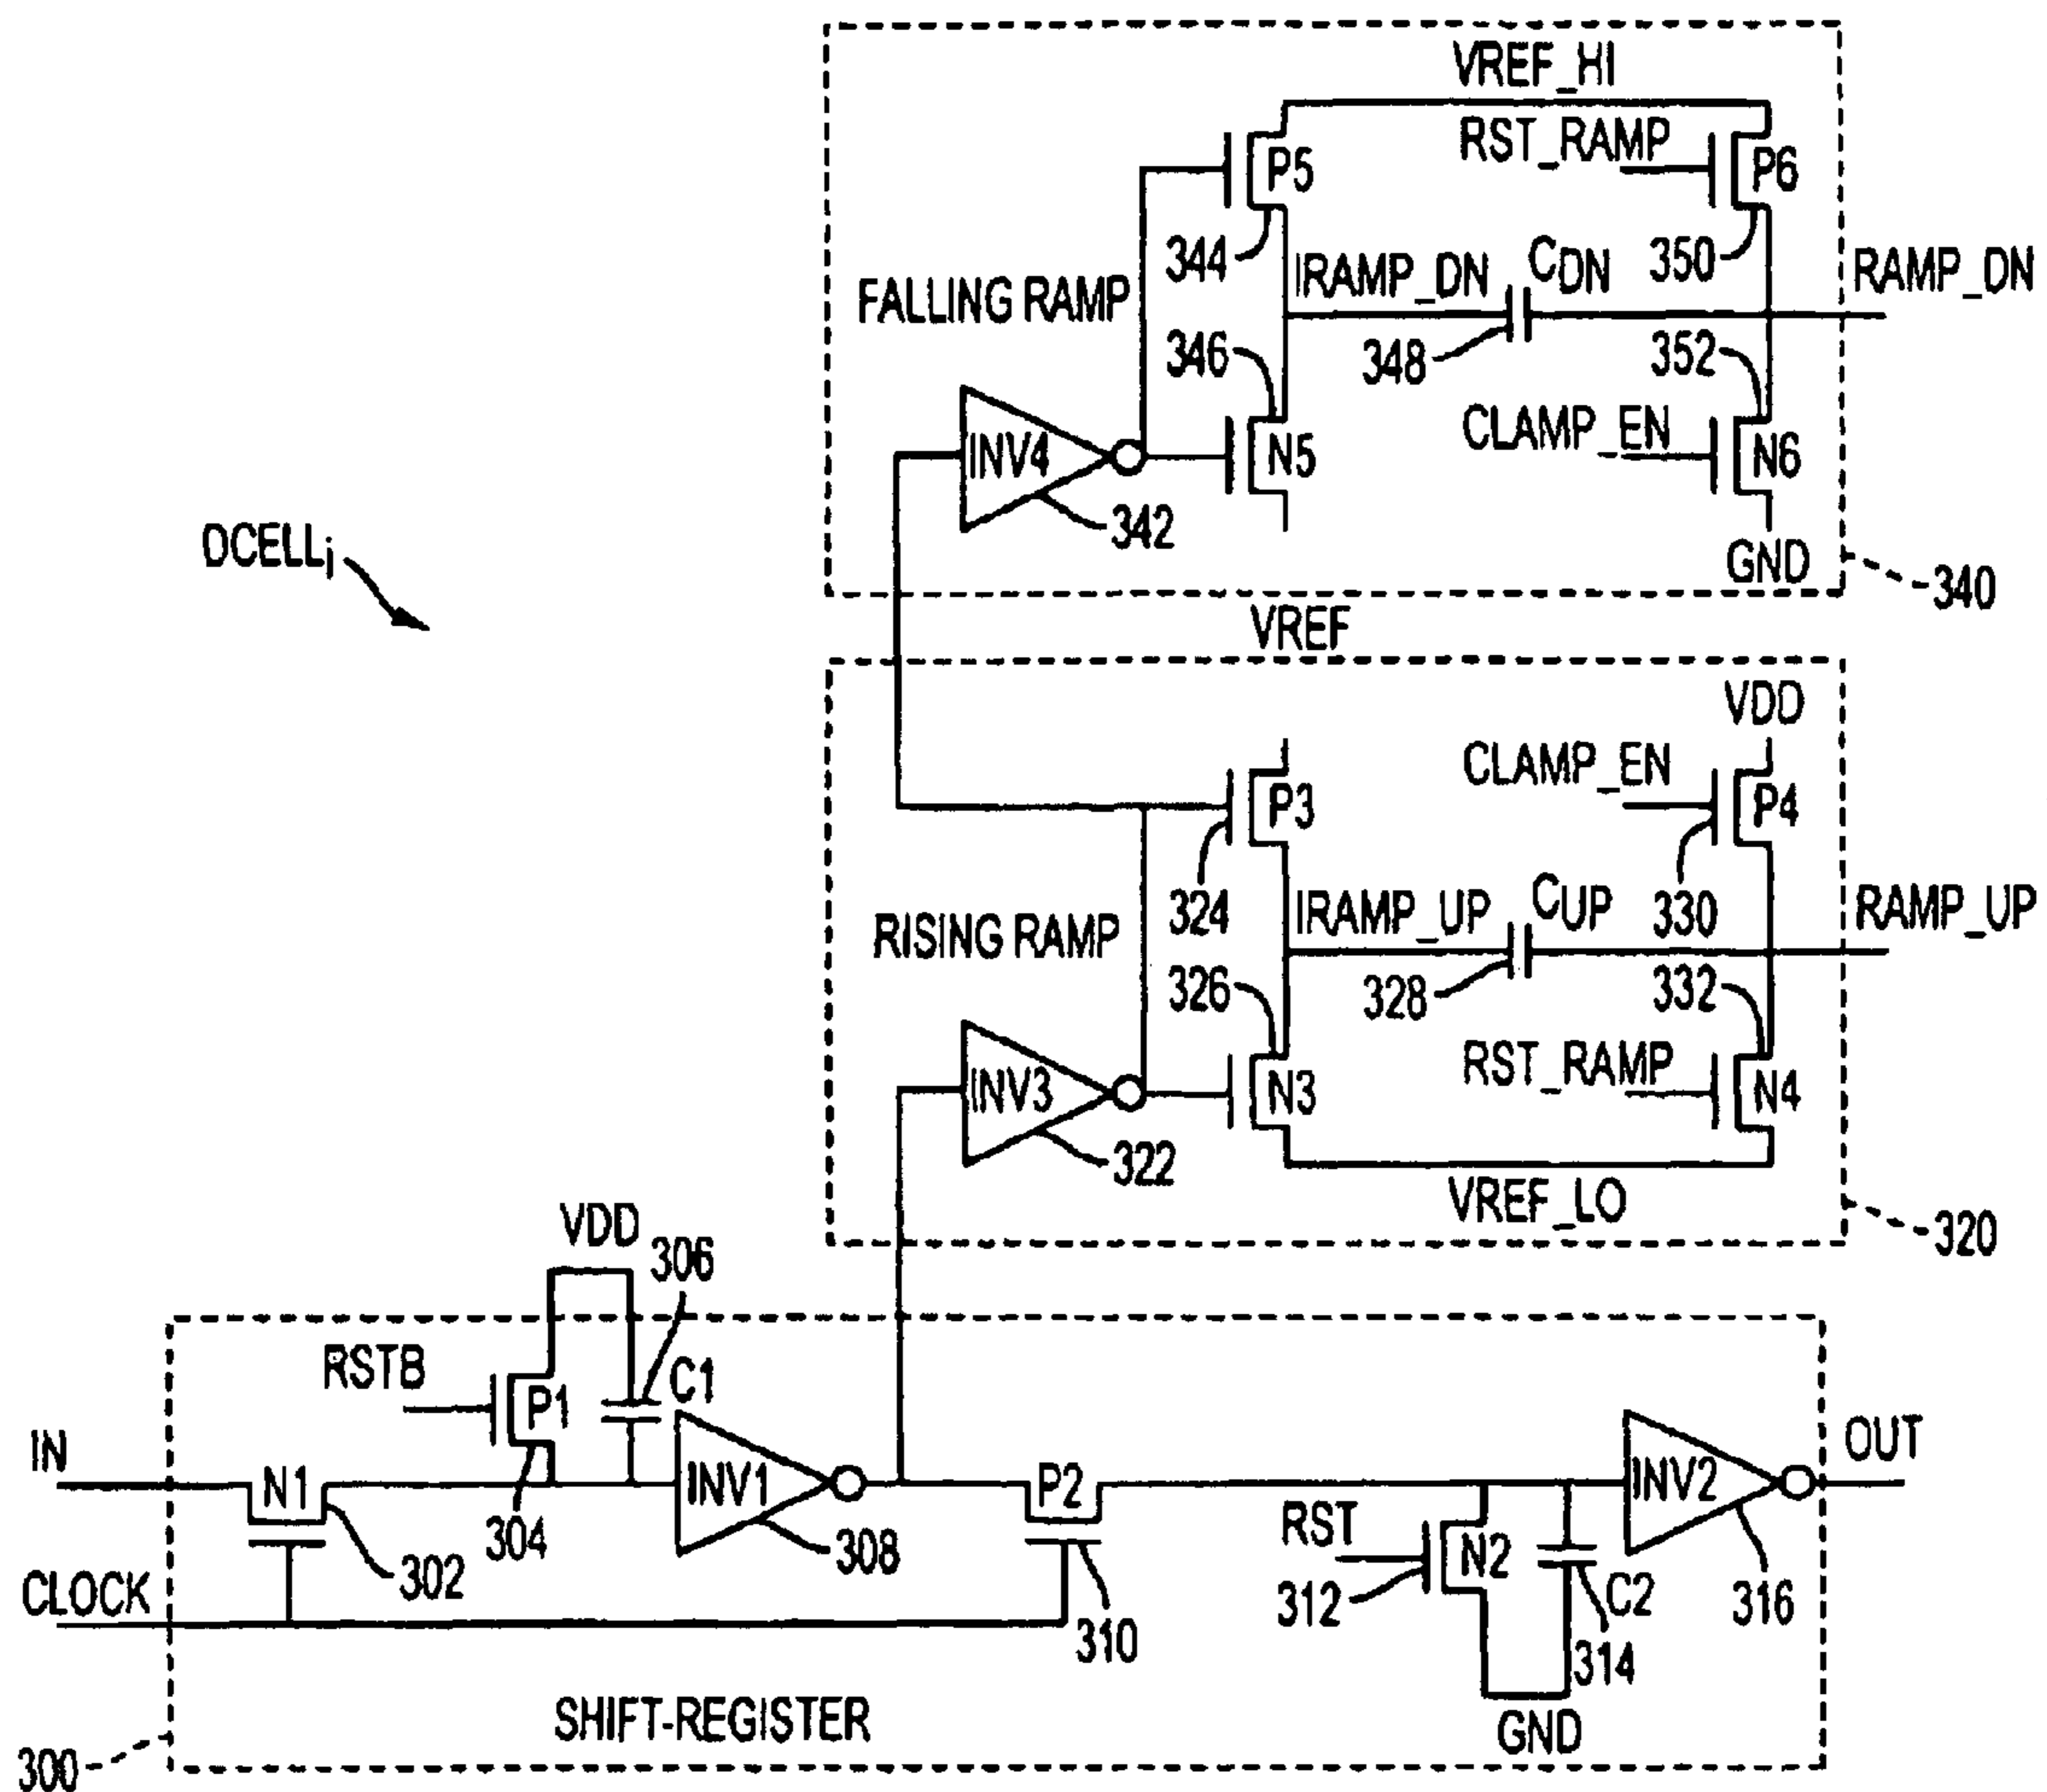 VREF_HI
RST_RAMP
P5
P6
344
350
IRAMP_DN
CDN
RAMP_DN
FALLING RAMP
346
348
352
CLAMP_EN
INV4
N5
N6
342
GND
340
DCELLj
VREF
VDD
CLAMP_EN
P3
P4
324
330
IRAMP_UP
CUP
RAMP_UP
RISING RAMP
326
328
332
RST_RAMP
INV3
N3
N4
322
VREF_LO
320
VDD
306
RSTB
P1
C1
IN
N1
INV1
P2
INV2
OUT
304
308
RST
N2
302
CLOCK
312
C2
316
310
314
SHIFT-REGISTER
GND
300